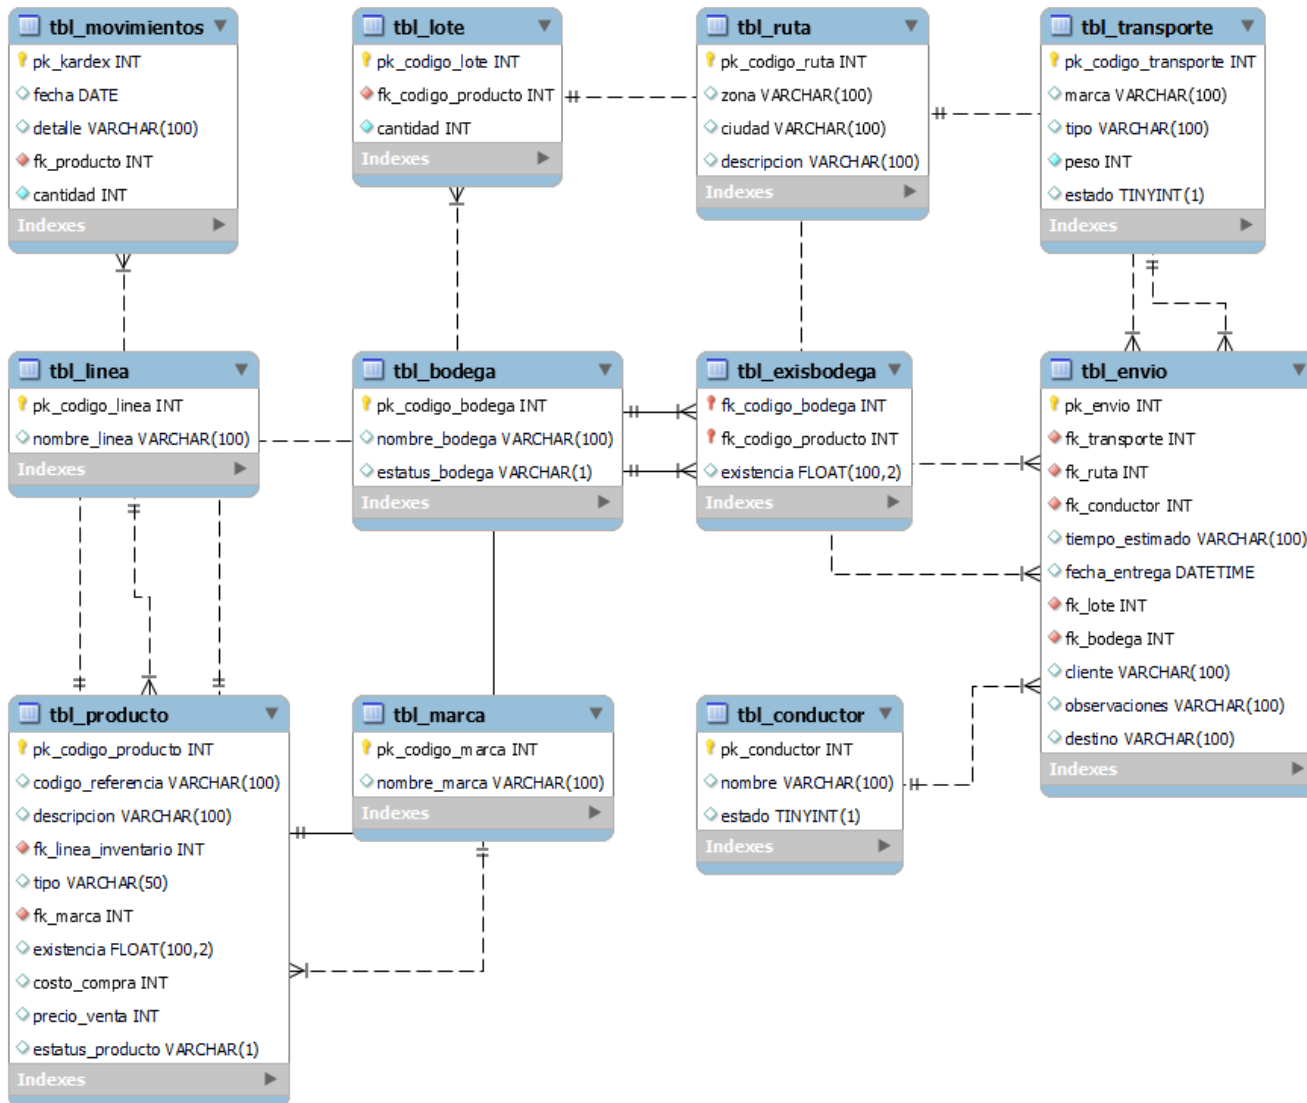 tbl_movimientos
pk_kardex INT
fecha DATE
detalle VARCHAR(100)
fk_producto INT
cantidad INT
Indexes
tbl_lote
pk_codigo_lote INT
fk_codigo_producto INT
cantidad INT
Indexes
tbl_ruta
pk_codigo_ruta INT
zona VARCHAR(100)
ciudad VARCHAR(100)
descripcion VARCHAR(100)
Indexes
tbl_transporte
pk_codigo_transporte INT
marca VARCHAR(100)
tipo VARCHAR(100)
peso INT
estado TINYINT(1)
Indexes
tbl_linea
pk_codigo_linea INT
nombre_linea VARCHAR(100)
Indexes
tbl_bodega
pk_codigo_bodega INT
nombre_bodega VARCHAR(100)
estatus_bodega VARCHAR(1)
Indexes
tbl_exisbodega
fk_codigo_bodega INT
fk_codigo_producto INT
existencia FLOAT(100,2)
Indexes
tbl_envio
pk_envio INT
fk_transporte INT
fk_ruta INT
fk_conductor INT
tiempo_estimado VARCHAR(100)
fecha_entrega DATETIME
fk_lote INT
fk_bodega INT
cliente VARCHAR(100)
observaciones VARCHAR(100)
destino VARCHAR(100)
Indexes
tbl_producto
pk_codigo_producto INT
codigo_referencia VARCHAR(100)
descripcion VARCHAR(100)
fk_linea_inventario INT
tipo VARCHAR(50)
fk_marca INT
existencia FLOAT(100,2)
costo_compra INT
precio_venta INT
estatus_producto VARCHAR(1)
Indexes
tbl_marca
pk_codigo_marca INT
nombre_marca VARCHAR(100)
Indexes
tbl_conductor
pk_conductor INT
nombre VARCHAR(100)
estado TINYINT(1)
Indexes